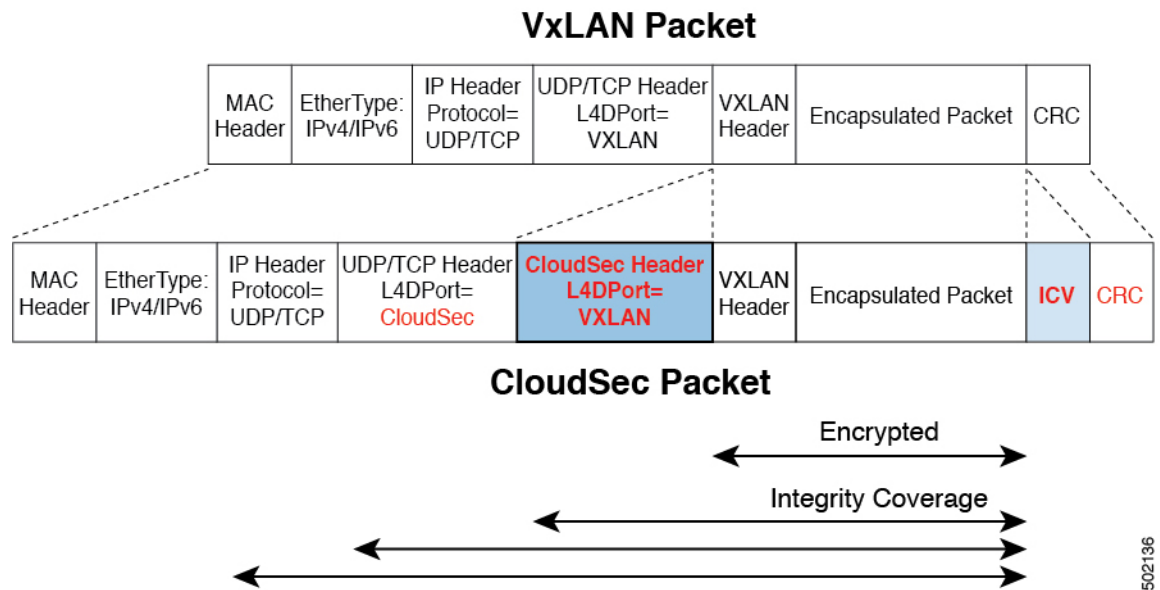 VxLAN Packet
MAC
Header
EtherType:
IPv4/IPv6
IP Header
Protocol=
UDP/TCP
UDP/TCP Header
L4DPort=
VXLAN
VXLAN
Header
Encapsulated Packet
CRC
MAC
Header
EtherType:
IPv4/IPv6
IP Header
Protocol=
UDP/TCP
UDP/TCP Header
L4DPort=
CloudSec
CloudSec Header
L4DPort=
VXLAN
VXLAN
Header
Encapsulated Packet
ICV
CRC
CloudSec Packet
Encrypted
Integrity Coverage
502136